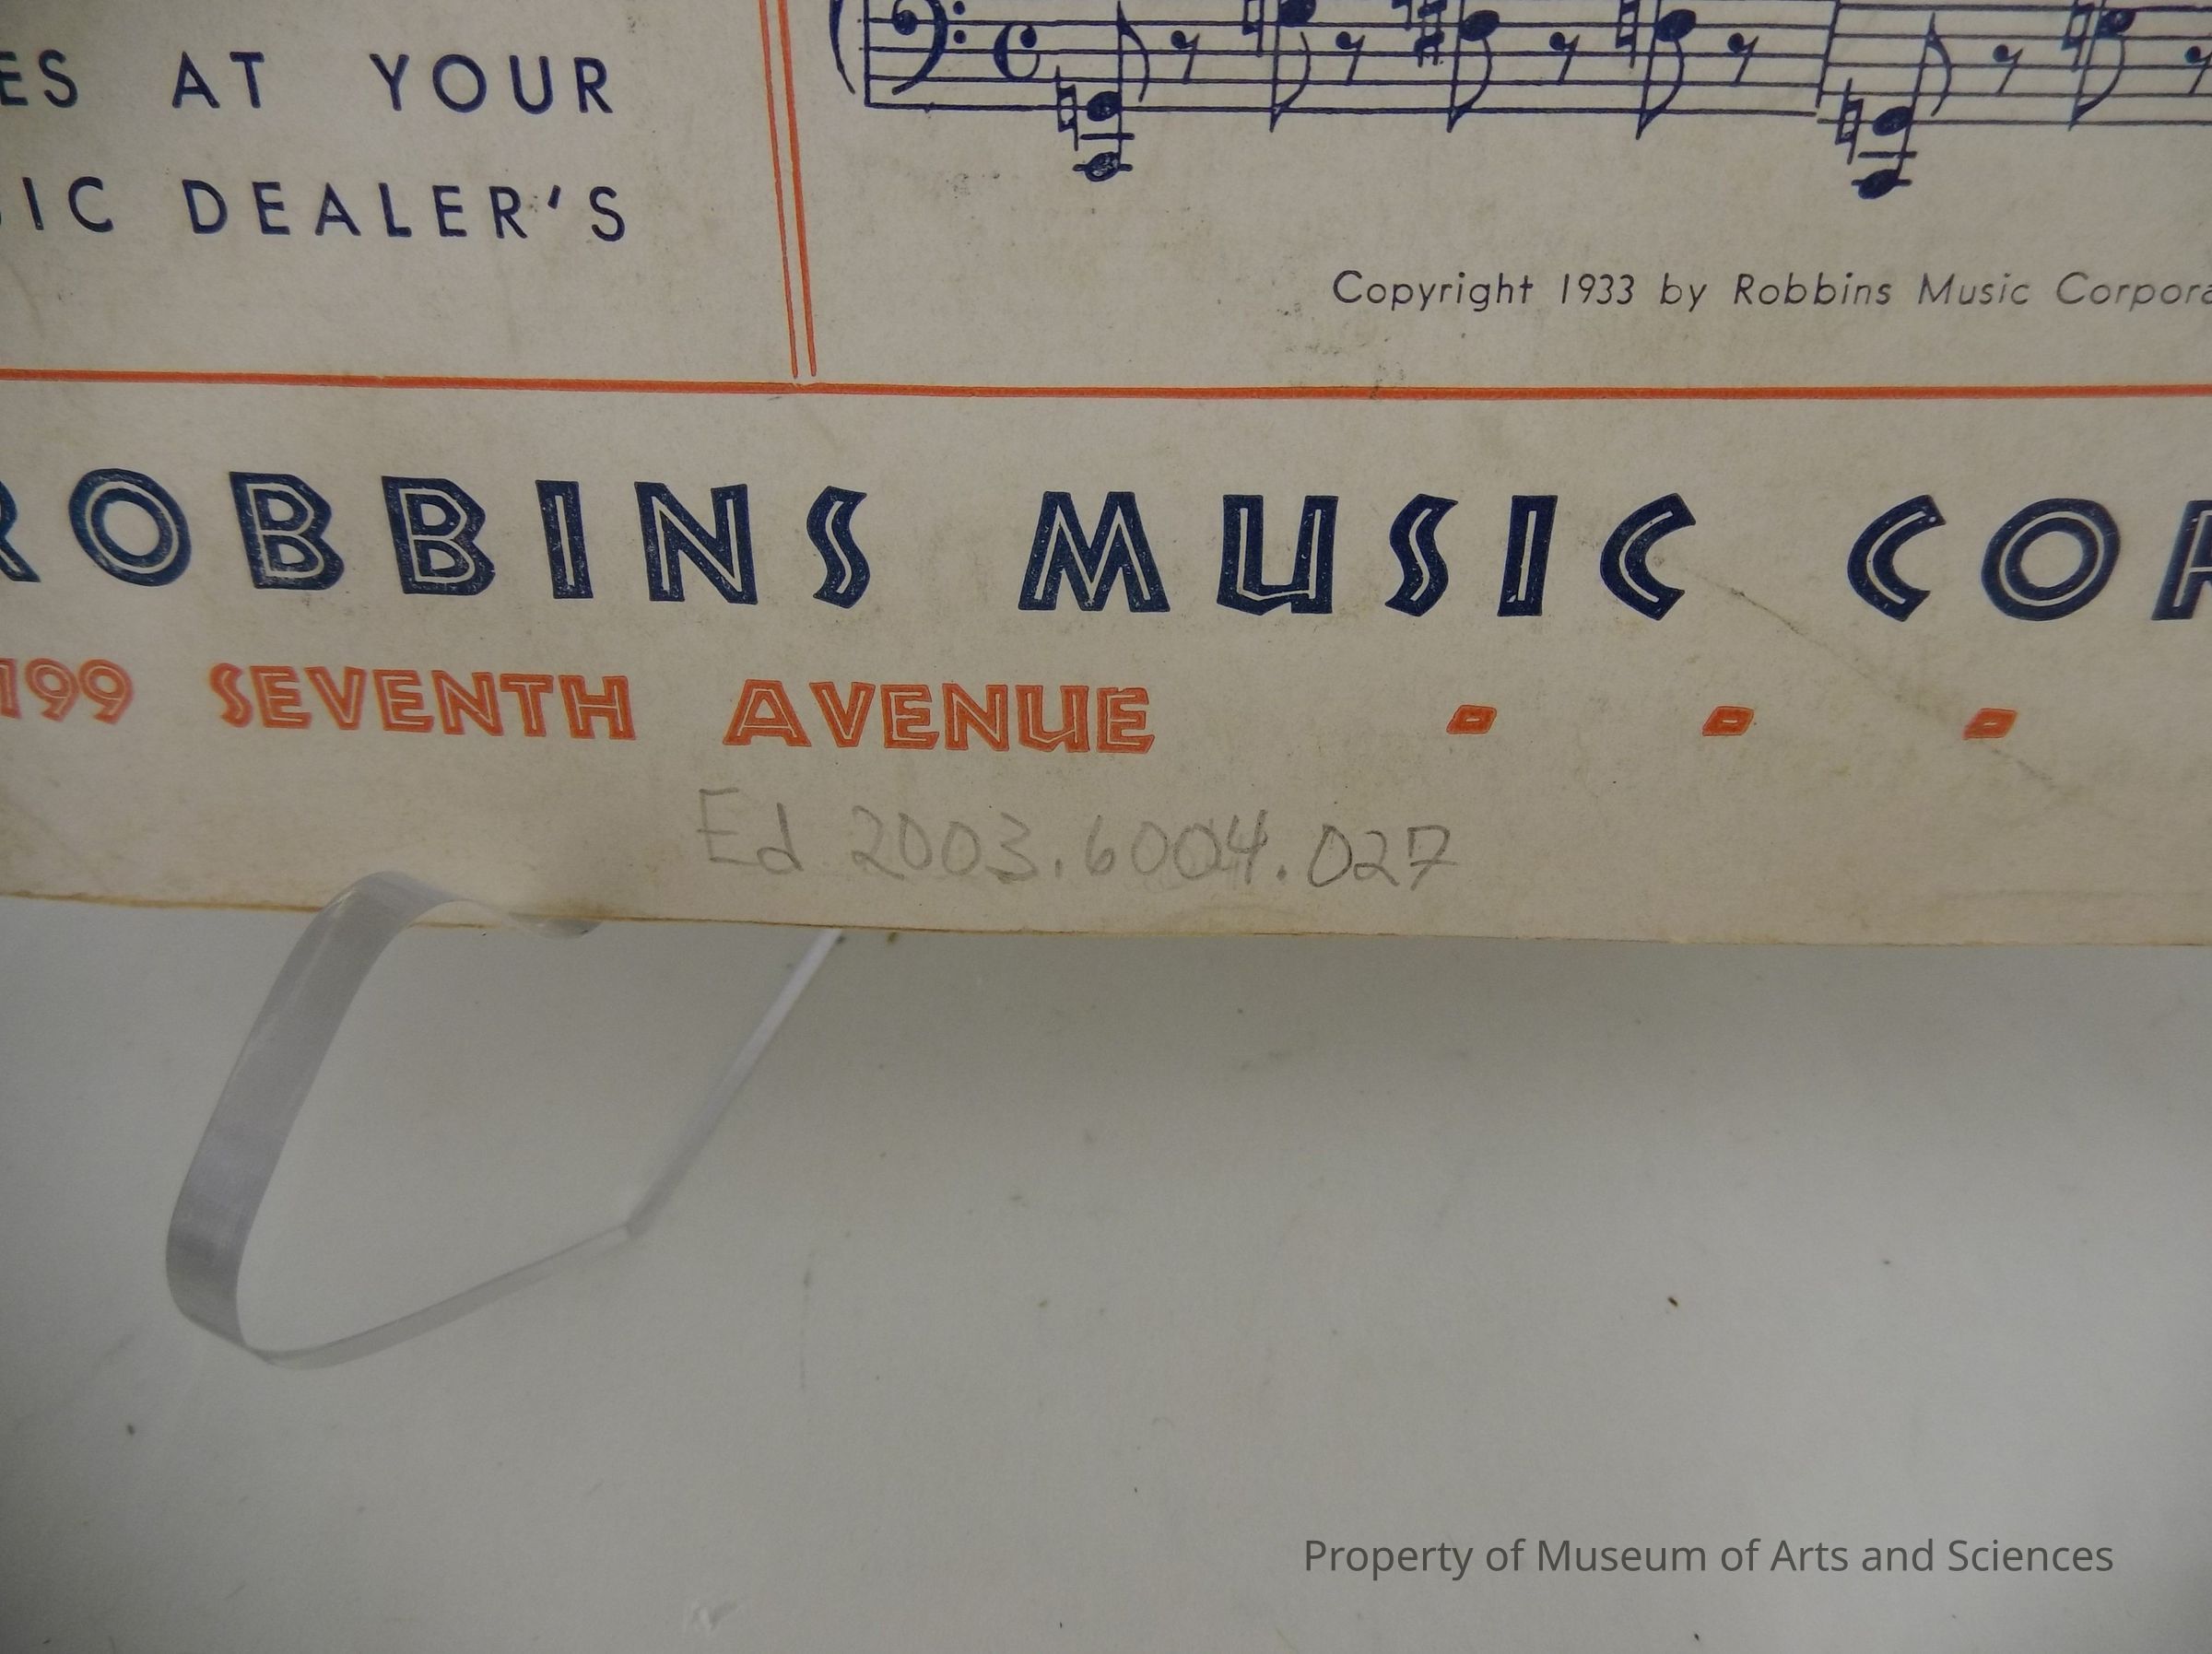 ES AT YOUR
SIC DEALER'S
Copyright 1933 by Robbins Music Corpora
ROBBINS MUSIC COR
199 SEVENTH AVENUE - - -
Ed 2003.6004.027
Property of Museum of Arts and Sciences